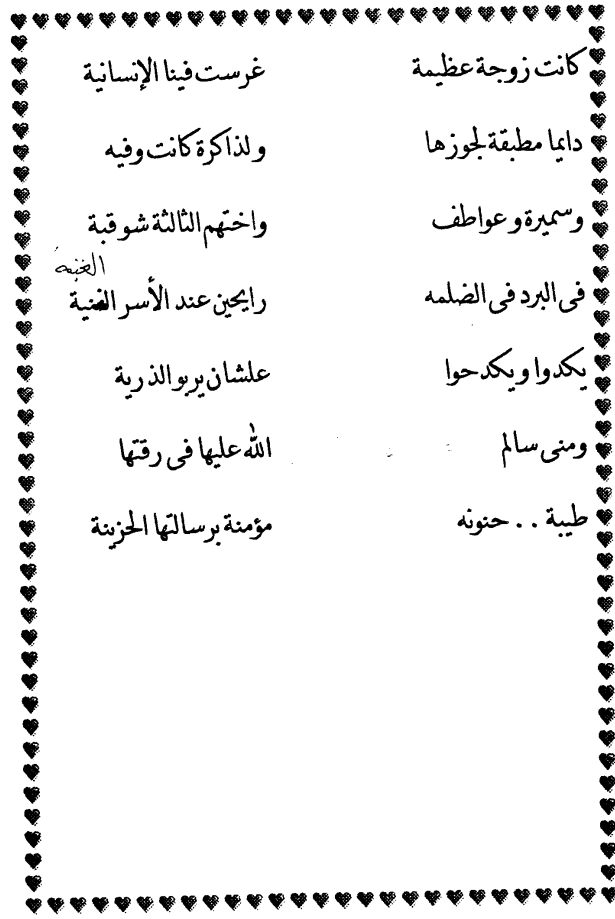 كانت زوجة عظيمة غرست فينا الإنسانية
دايما مطبقة لجوزها ولذاكرة كانت وفيه
وسميرة وعواطف واختهم الثالثة شوقية
الغنيه
فى البرد فى الضلمه رايحين عند الأسر الغنية
يكدوا ويكدحوا علشان يربو الذرية
ومنى سالم الله عليها فى رقتها
طيبة .. حنونه مؤمنة برسالتها الحزينة